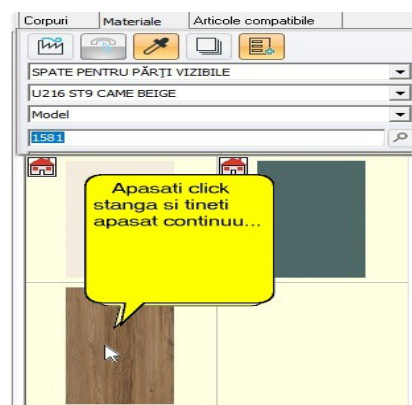 Corpuri Materiale Articole compatibile
SPATE PENTRU PĂRŢI VIZIBILE
U216 ST9 CAME BEIGE
Model
1581
Apasati click
stanga si tineti
apasat continuu...